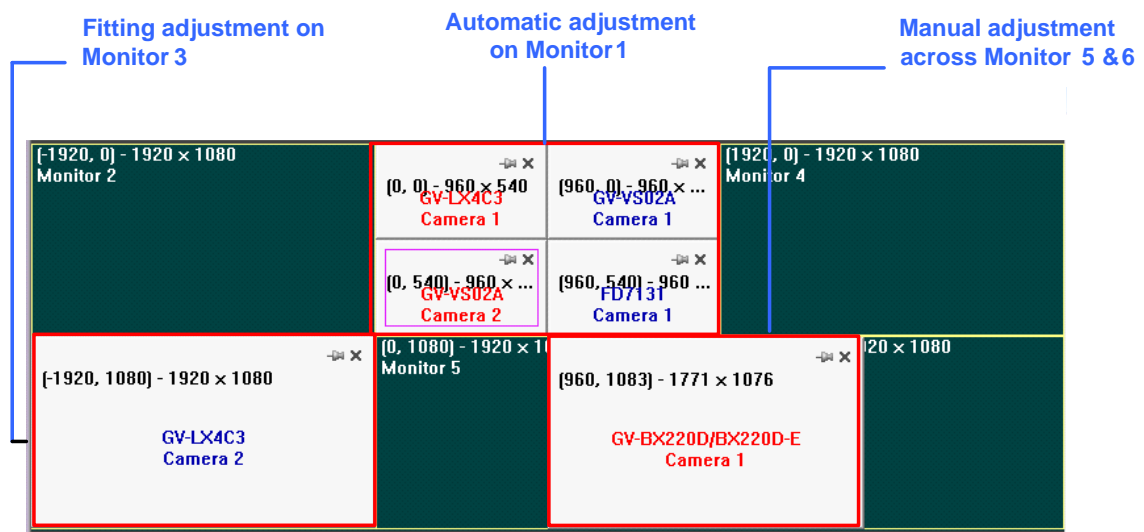 Fitting adjustment on
Monitor 3
Automatic adjustment
on Monitor 1
Manual adjustment
across Monitor 5 & 6
(-1920, 0) - 1920 × 1080
Monitor 2
(0, 0) - 960 × 540
GV-LX4C3
Camera 1
(960, 0) - 960 × ...
GV-VS02A
Camera 1
(1920, 0) - 1920 × 1080
Monitor 4
(0, 540) - 960 × ...
GV-VS02A
Camera 2
(960, 540) - 960 ...
FD7131
Camera 1
(-1920, 1080) - 1920 × 1080
GV-LX4C3
Camera 2
(0, 1080) - 1920 × 1
Monitor 5
(960, 1083) - 1771 × 1076
GV-BX220D/BX220D-E
Camera 1
20 × 1080